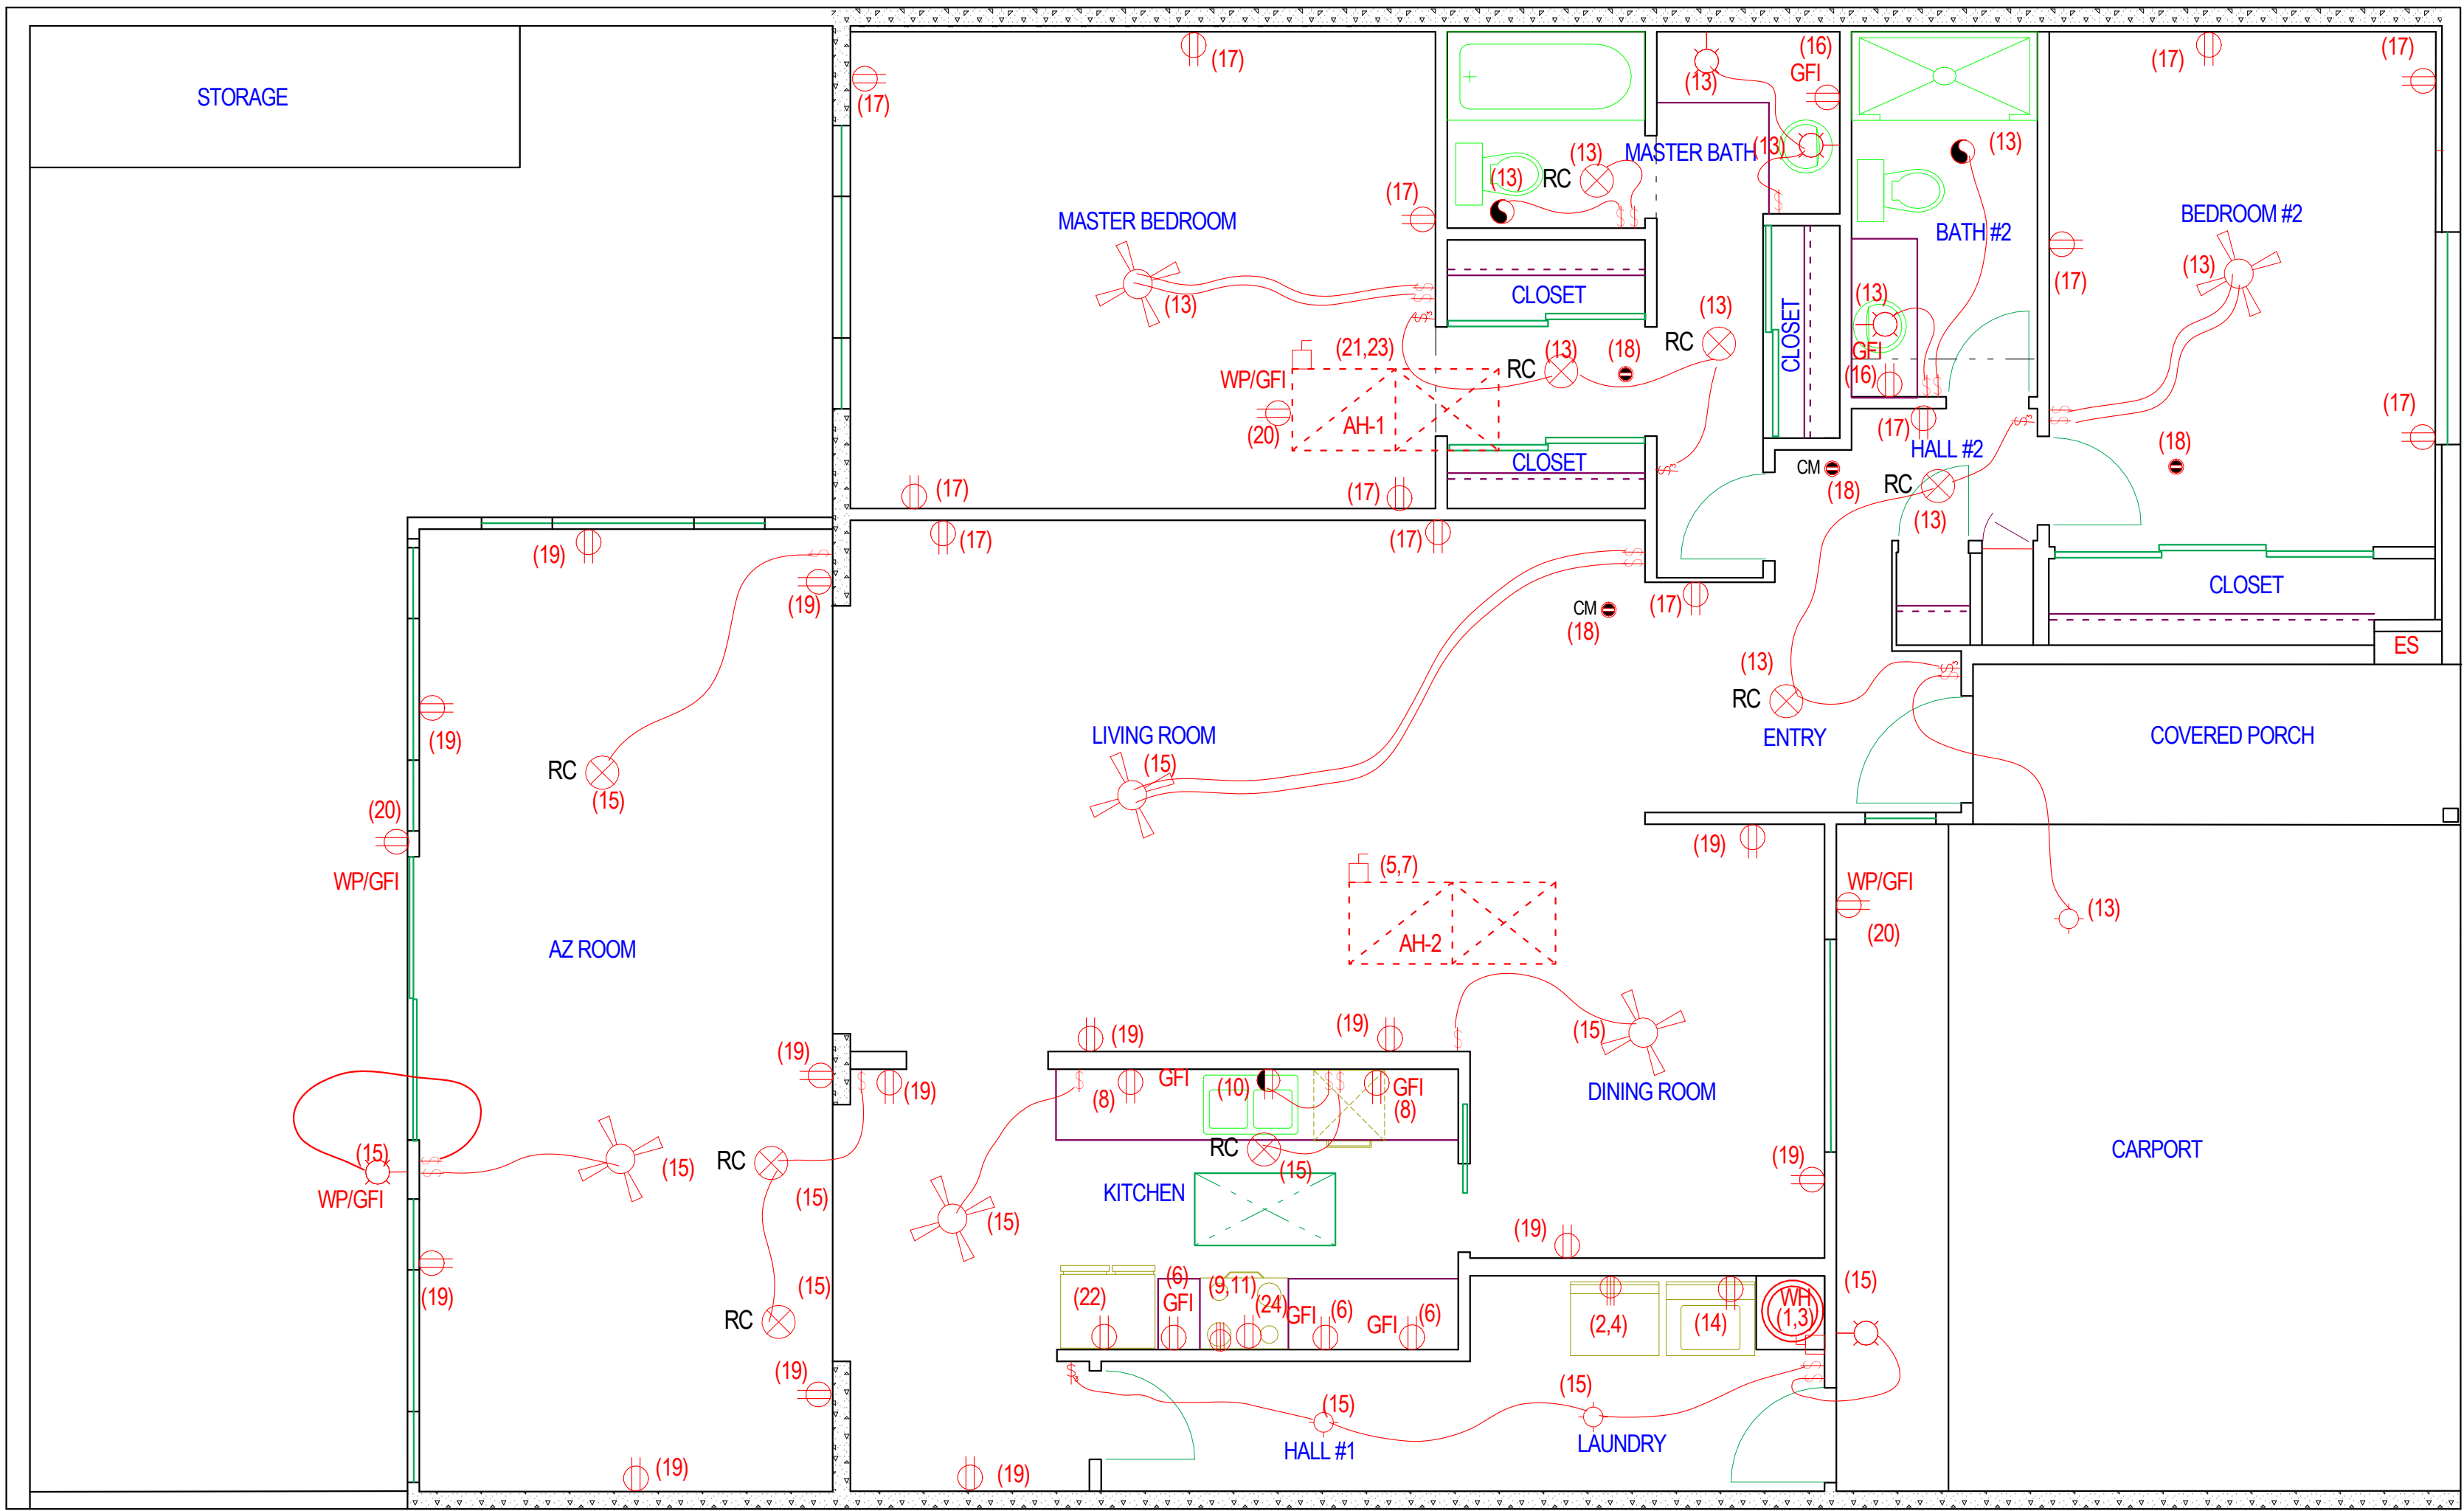 (17)
(16)
(17)
(17)
STORAGE
(17)
(13)
GFI
(13)
(13)
MASTER BATH
(13)
RC
(13)
(17)
MASTER BEDROOM
BATH #2
BEDROOM #2
(13)
(17)
(13)
CLOSET
(13)
CLOSET
(13)
RC
(21,23)
(13)
(18)
GFI
WP/GFI
RC
(16)
(20)
AH-1
(17)
(17)
HALL #2
CLOSET
CM
(18)
(18)
RC
(17)
(17)
(13)
(17)
(17)
(19)
(19)
CM
(18)
(17)
CLOSET
ES
(13)
RC
(19)
LIVING ROOM
ENTRY
COVERED PORCH
(15)
RC
(15)
(20)
WP/GFI
(19)
(5,7)
WP/GFI
(13)
(20)
AZ ROOM
AH-2
(19)
(19)
(15)
(19)
(19)
GFI
(8)
(10)
GFI
(8)
DINING ROOM
(15)
WP/GFI
(15)
RC
(15)
RC
(15)
(19)
CARPORT
KITCHEN
(15)
(19)
(15)
RC
(19)
(22)
(6)
GFI
(9,11)
(24)
GFI
(6)
GFI
(6)
(2,4)
(14)
WH
(1,3)
(15)
(19)
(15)
(15)
HALL #1
LAUNDRY
(19)
(19)